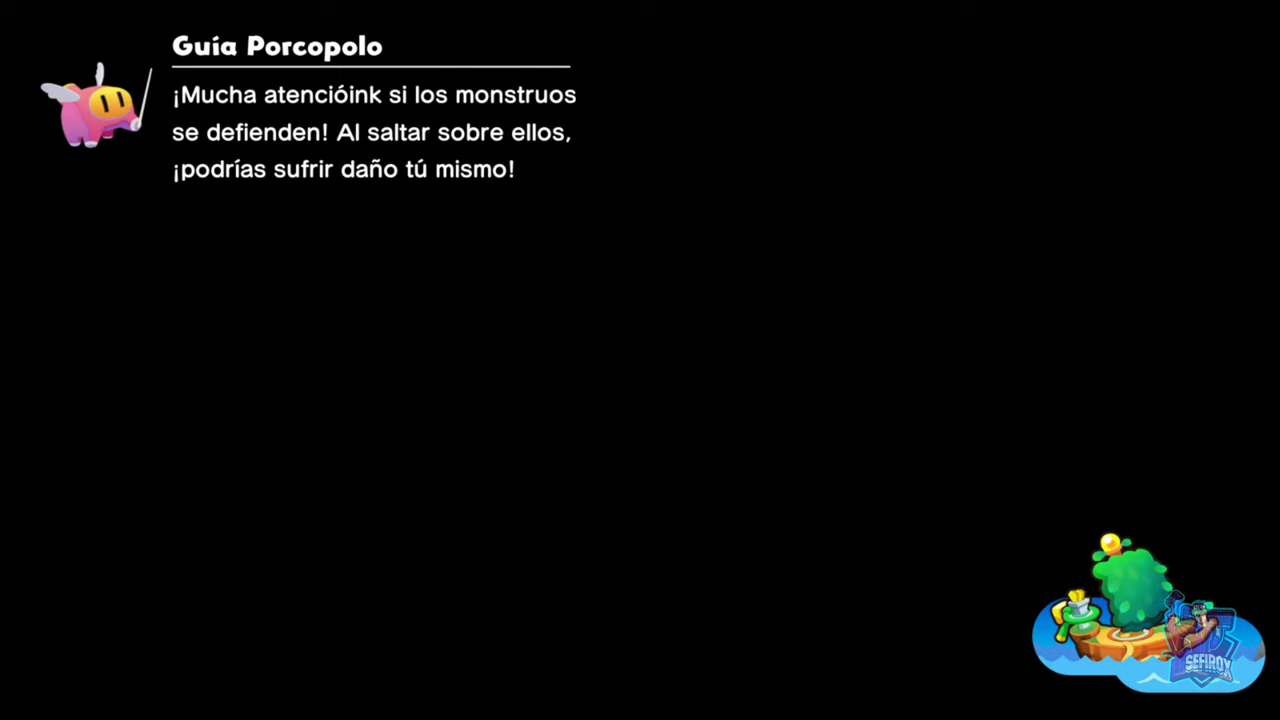 Guía Porcopolo
¡Mucha atencióink si los monstruos
se defienden! Al saltar sobre ellos,
¡podrías sufrir daño tú mismo!
SEFIROX